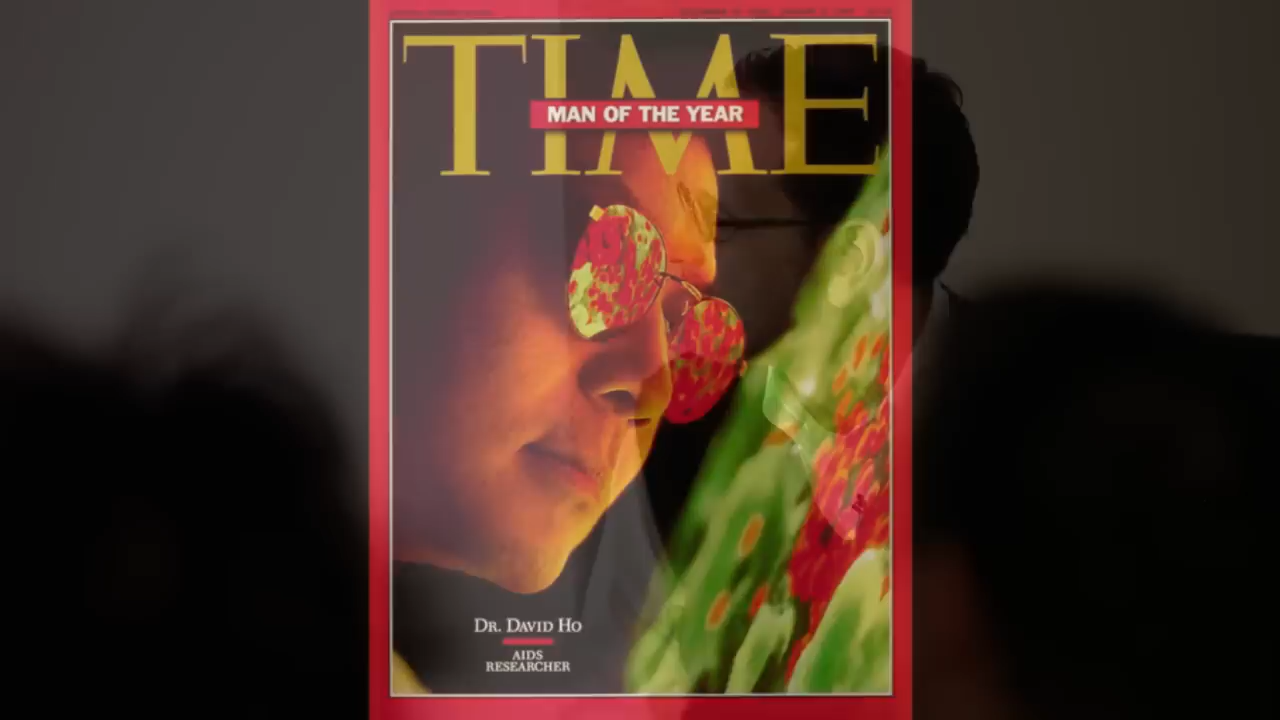 TIME
MAN OF THE YEAR
DR. DAVID HO
AIDS
RESEARCHER